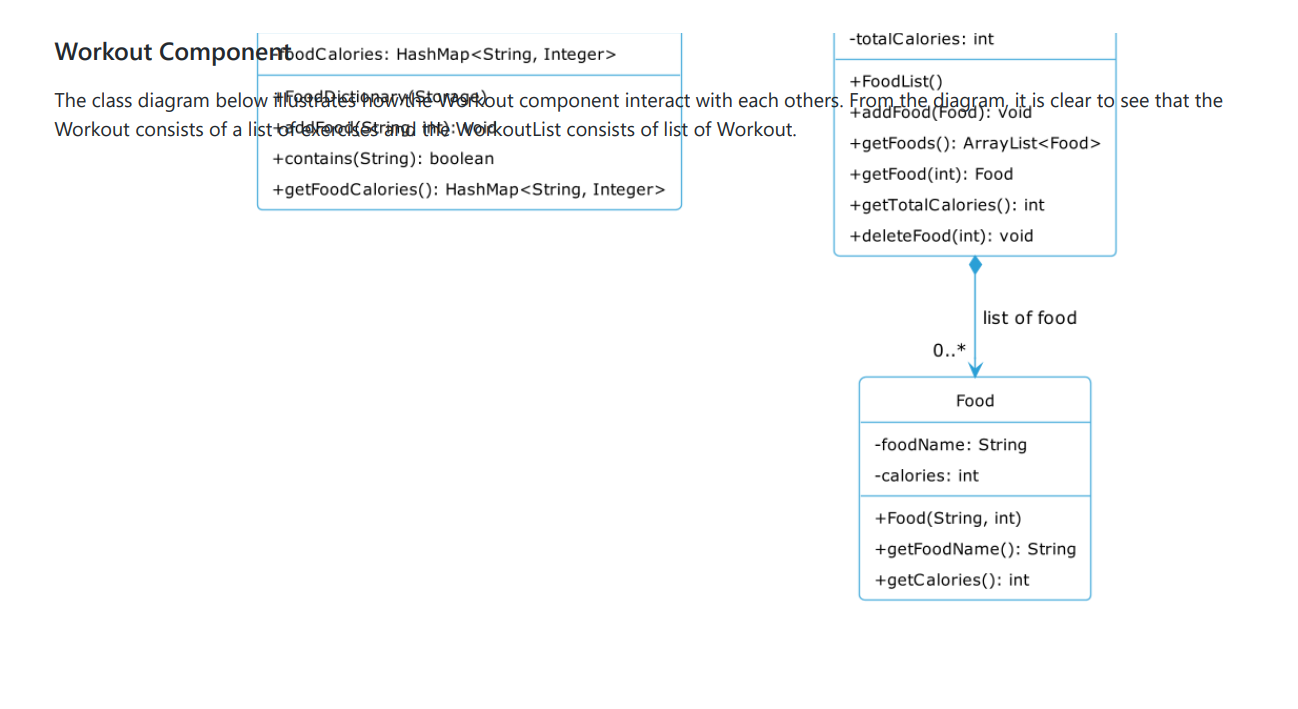 Workout Component
The class diagram below illustrates how the Workout component interact with each others. From the diagram, it is clear to see that the
Workout consists of a list of exercises and the WorkoutList consists of list of Workout.
-foodCalories: HashMap<String, Integer>
+FoodDictionary(Storage)
+addFood(String, int): void
+contains(String): boolean
+getFoodCalories(): HashMap<String, Integer>
-totalCalories: int
+FoodList()
+addFood(Food): void
+getFoods(): ArrayList<Food>
+getFood(int): Food
+getTotalCalories(): int
+deleteFood(int): void
list of food
0..*
Food
-foodName: String
-calories: int
+Food(String, int)
+getFoodName(): String
+getCalories(): int